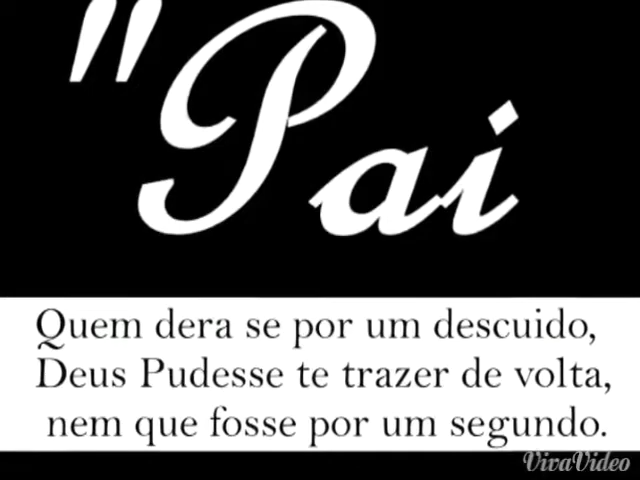 "Pai
Quem dera se por um descuido,
Deus Pudesse te trazer de volta,
nem que fosse por um segundo.
VivaVideo